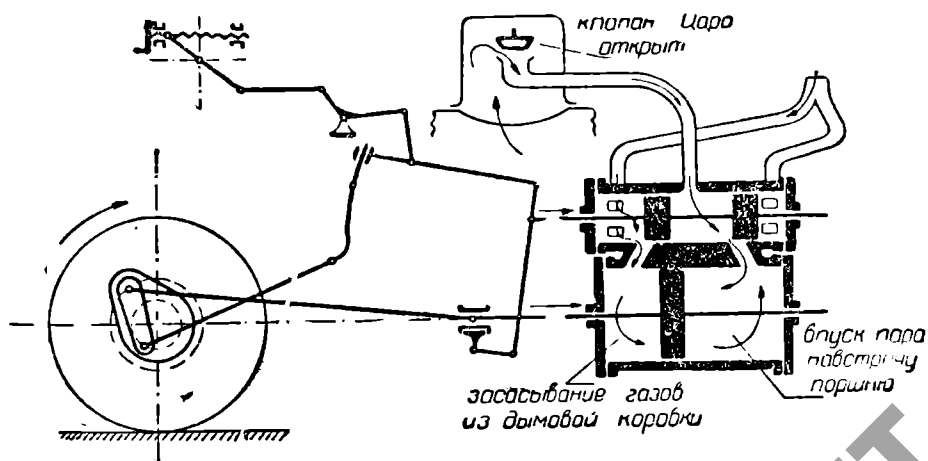 клапан Царо
открыт
впуск пара
навстречу
поршню
засасывание газов
из дымовой коробки